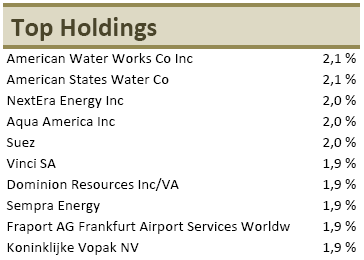 Top Holdings
American Water Works Co Inc 2,1 %
American States Water Co 2,1 %
NextEra Energy Inc 2,0 %
Aqua America Inc 2,0 %
Suez 2,0 %
Vinci SA 1,9 %
Dominion Resources Inc/VA 1,9 %
Sempra Energy 1,9 %
Fraport AG Frankfurt Airport Services Worldw 1,9 %
Koninklijke Vopak NV 1,9 %